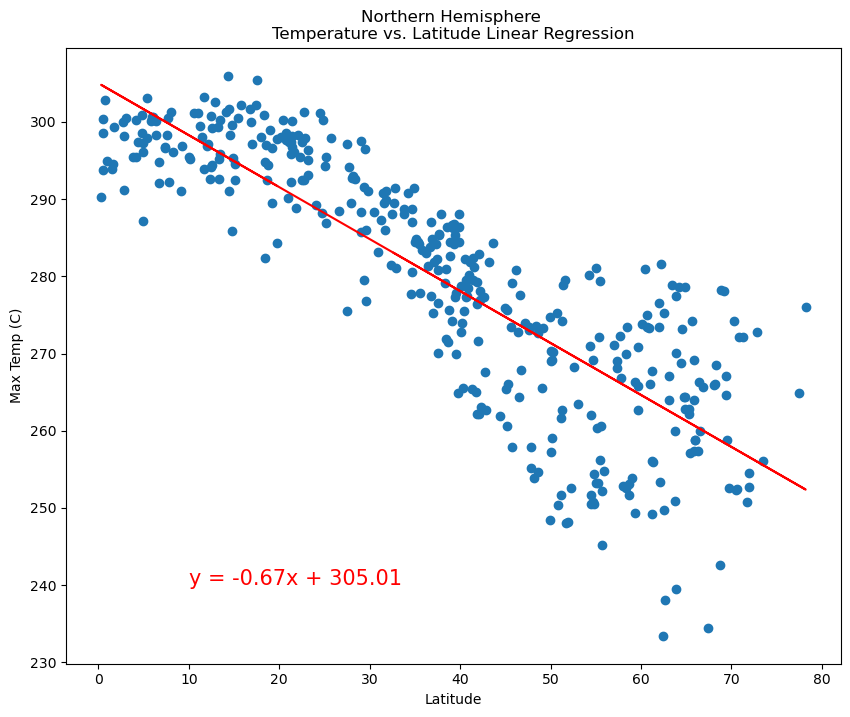 Northern Hemisphere
Temperature vs. Latitude Linear Regression
Max Temp (C)
300
290
280
270
260
250
240
230
y = -0.67x + 305.01
0 10 20 30 40 50 60 70 80
Latitude